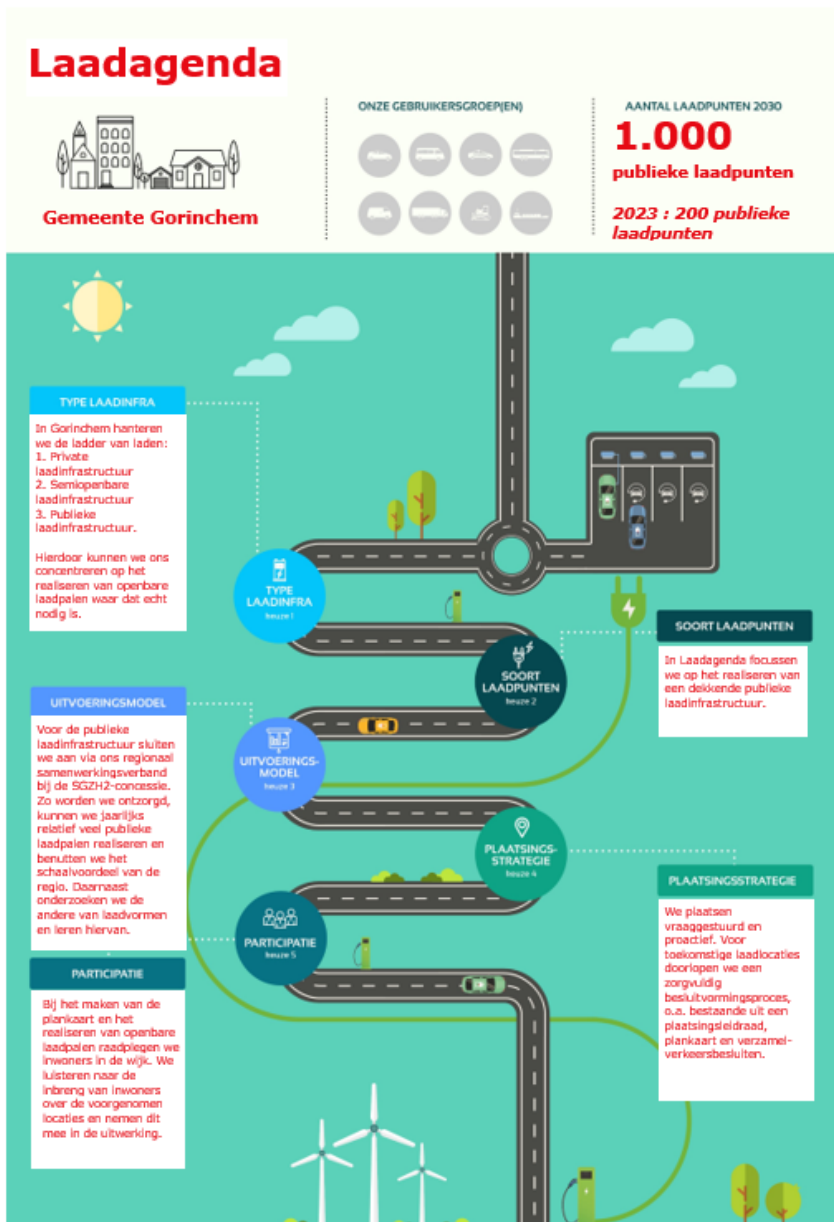 Laadagenda
Gemeente Gorinchem
ONZE GEBRUIKERSGROEP(EN)
AANTAL LAADPUNTEN 2030
1.000
publieke laadpunten
2023 : 200 publieke
laadpunten
TYPE LAADINFRA
In Gorinchem hanteren
we de ladder van laden:
1. Private
laadinfrastructuur
2. Semiopenbare
laadinfrastructuur
3. Publieke
laadinfrastructuur.
Hierdoor kunnen we ons
concentreren op het
realiseren van openbare
laadpalen waar dat echt
nodig is.
TYPE
LAADINFRA
keuze 1
SOORT
LAADPUNTEN
keuze 2
SOORT LAADPUNTEN
In Laadagenda focussen
we op het realiseren van
een dekkende publieke
laadinfrastructuur.
UITVOERINGSMODEL
Voor de publieke
laadinfrastructuur sluiten
we aan via ons regionaal
samenwerkingsverband
bij de SGZH2-concessie.
Zo worden we ontzorgd,
kunnen we jaarlijks
relatief veel publieke
laadpalen realiseren en
benutten we het
schaalvoordeel van de
regio. Daarnaast
onderzoeken we de
andere van laadvormen
en leren hiervan.
UITVOERINGS-
MODEL
keuze 3
PLAATSINGS-
STRATEGIE
keuze 4
PLAATSINGSSTRATEGIE
We plaatsen
vraaggestuurd en
proactief. Voor
toekomstige laadlocaties
doorlopen we een
zorgvuldig
besluitvormingsproces,
o.a. bestaande uit een
plaatsingsleidraad,
plankaart en verzamel-
verkeersbesluiten.
PARTICIPATIE
keuze 5
PARTICIPATIE
Bij het maken van de
plankaart en het
realiseren van openbare
laadpalen raadplegen we
inwoners in de wijk. We
luisteren naar de
inbreng van inwoners
over de voorgenomen
locaties en nemen dit
mee in de uitwerking.